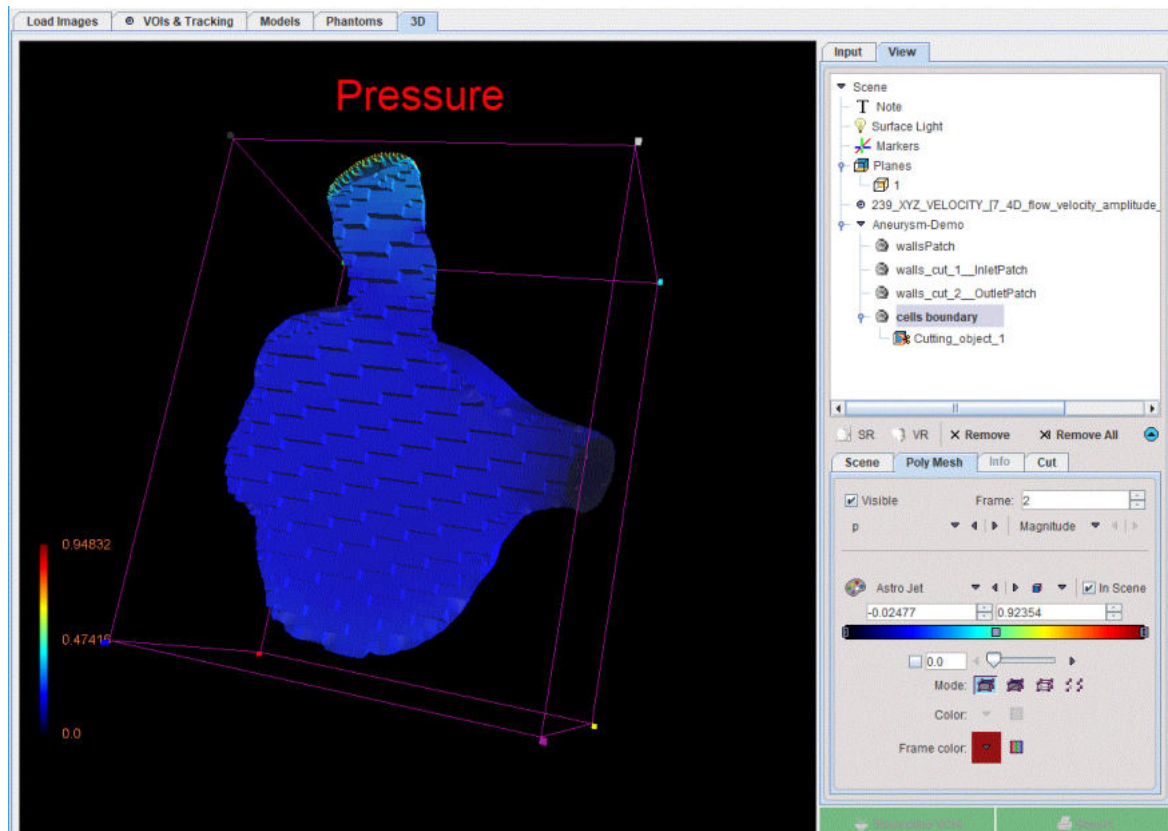 Load Images VOIs & Tracking Models Phantoms 3D
Pressure
0.94832
0.47416
0.0
Input View
Scene
T Note
Surface Light
Markers
Planes
1
239_XYZ_VELOCITY_[7_4D_flow_velocity_amplitude_
Aneurysm-Demo
wallsPatch
walls_cut_1__InletPatch
walls_cut_2__OutletPatch
cells boundary
Cutting_object_1
SR VR Remove Remove All
Scene Poly Mesh Info Cut
Visible Frame: 2
p Magnitude
Astro Jet In Scene
-0.02477 0.92354
0.0
Mode:
Color:
Frame color: